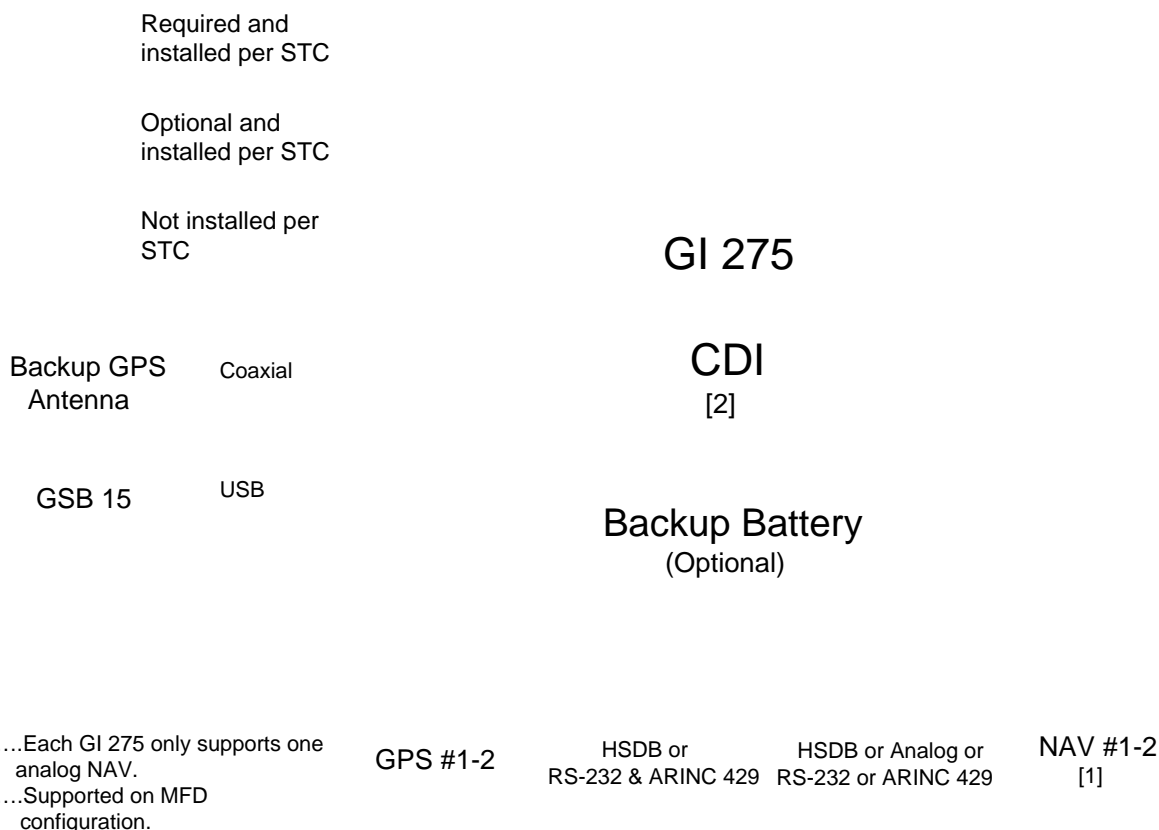 Required and
installed per STC
Optional and
installed per STC
Not installed per
STC
GI 275
CDI
[2]
Backup GPS
Antenna
Coaxial
GSB 15
USB
Backup Battery
(Optional)
…Each GI 275 only supports one
analog NAV.
…Supported on MFD
configuration.
GPS #1-2
HSDB or
RS-232 & ARINC 429
HSDB or Analog or
RS-232 or ARINC 429
NAV #1-2
[1]